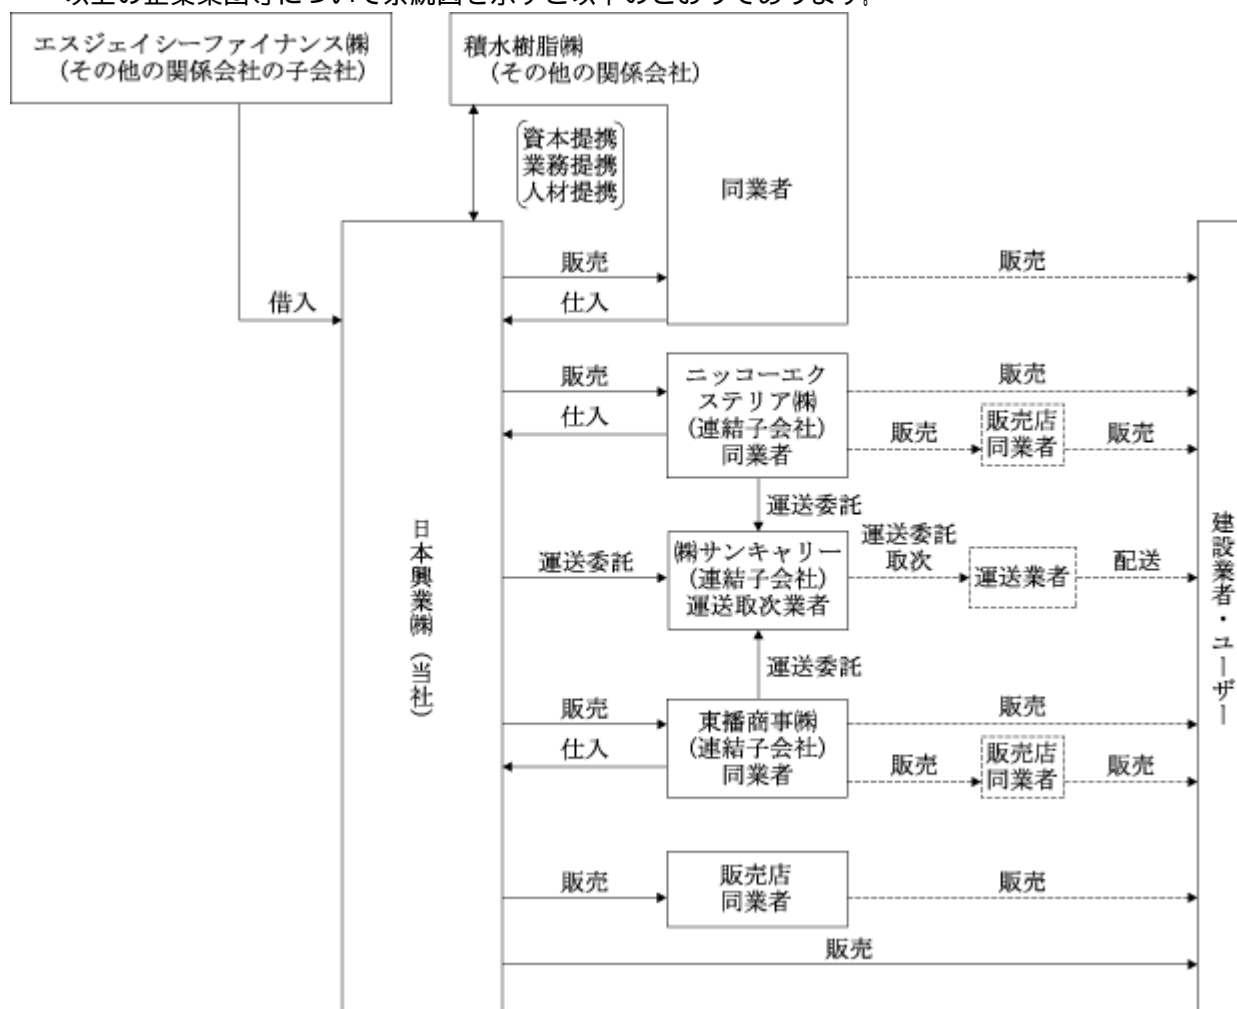 以上の企業集団等について系統図を示すと以下のとおりであります。
エスジェイシーファイナンス㈱
(その他の関係会社の子会社)
積水樹脂㈱
(その他の関係会社)
資本提携
業務提携
人材提携
同業者
販売
販売
借入
仕入
販売
ニッコーエク
ステリア㈱
(連結子会社)
同業者
販売
仕入
販売
販売店
同業者
販売
運送委託
日本興業㈱(当社)
運送委託
㈱サンキャリー
(連結子会社)
運送取次業者
運送委託
取次
運送業者
配送
建設業者・ユーザー
運送委託
販売
東播商事㈱
(連結子会社)
同業者
販売
仕入
販売
販売店
同業者
販売
販売
販売店
同業者
販売
販売